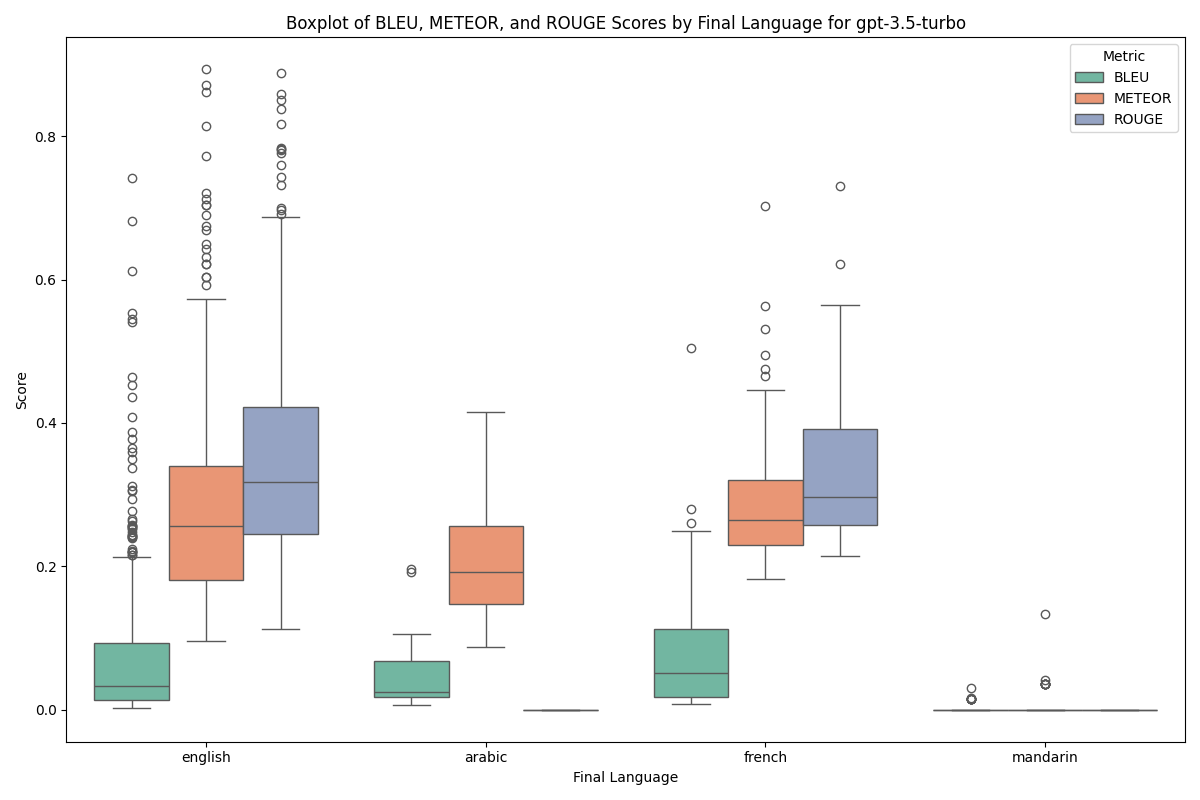 Boxplot of BLEU, METEOR, and ROUGE Scores by Final Language for gpt-3.5-turbo
Metric
BLEU
METEOR
ROUGE
Score
0.8
0.6
0.4
0.2
0.0
english
arabic
french
mandarin
Final Language